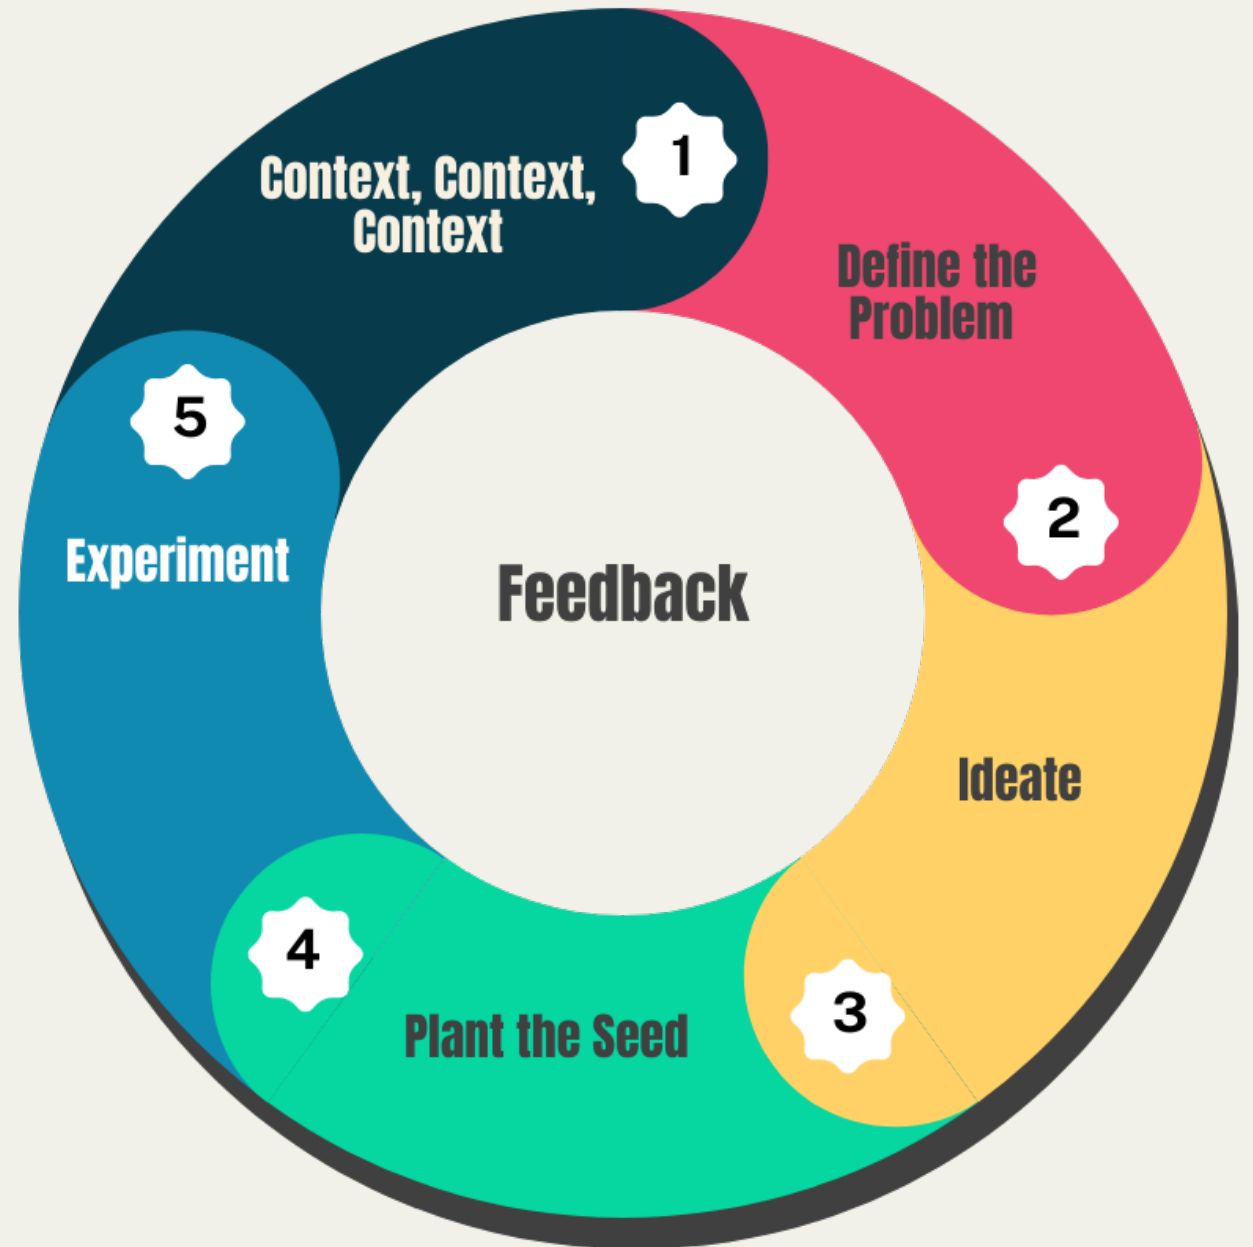 1
Context, Context,
Context
Define the
Problem
2
Ideate
3
Plant the Seed
4
Experiment
5
Feedback